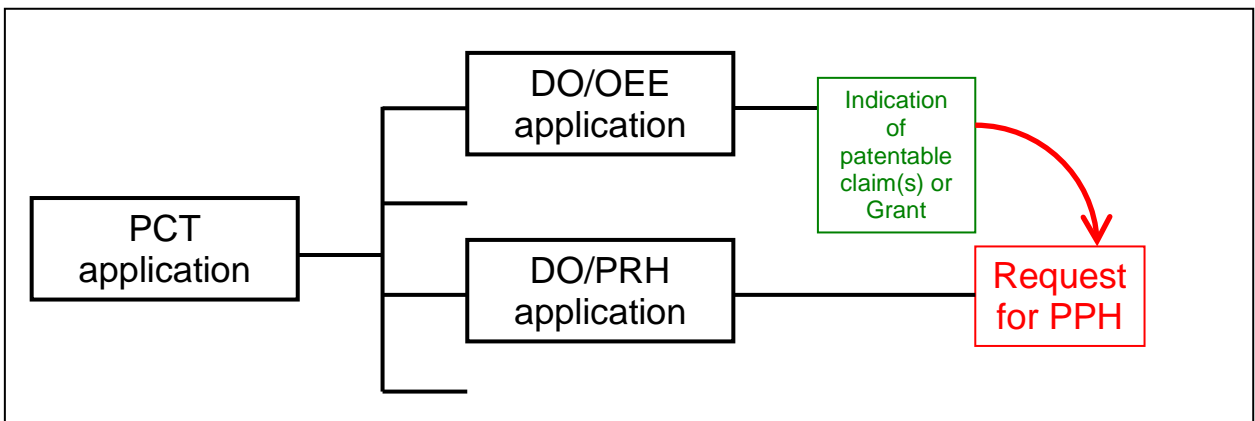 DO/OEE
application
Indication
of
patentable
claim(s) or
Grant
PCT
application
DO/PRH
application
Request
for PPH